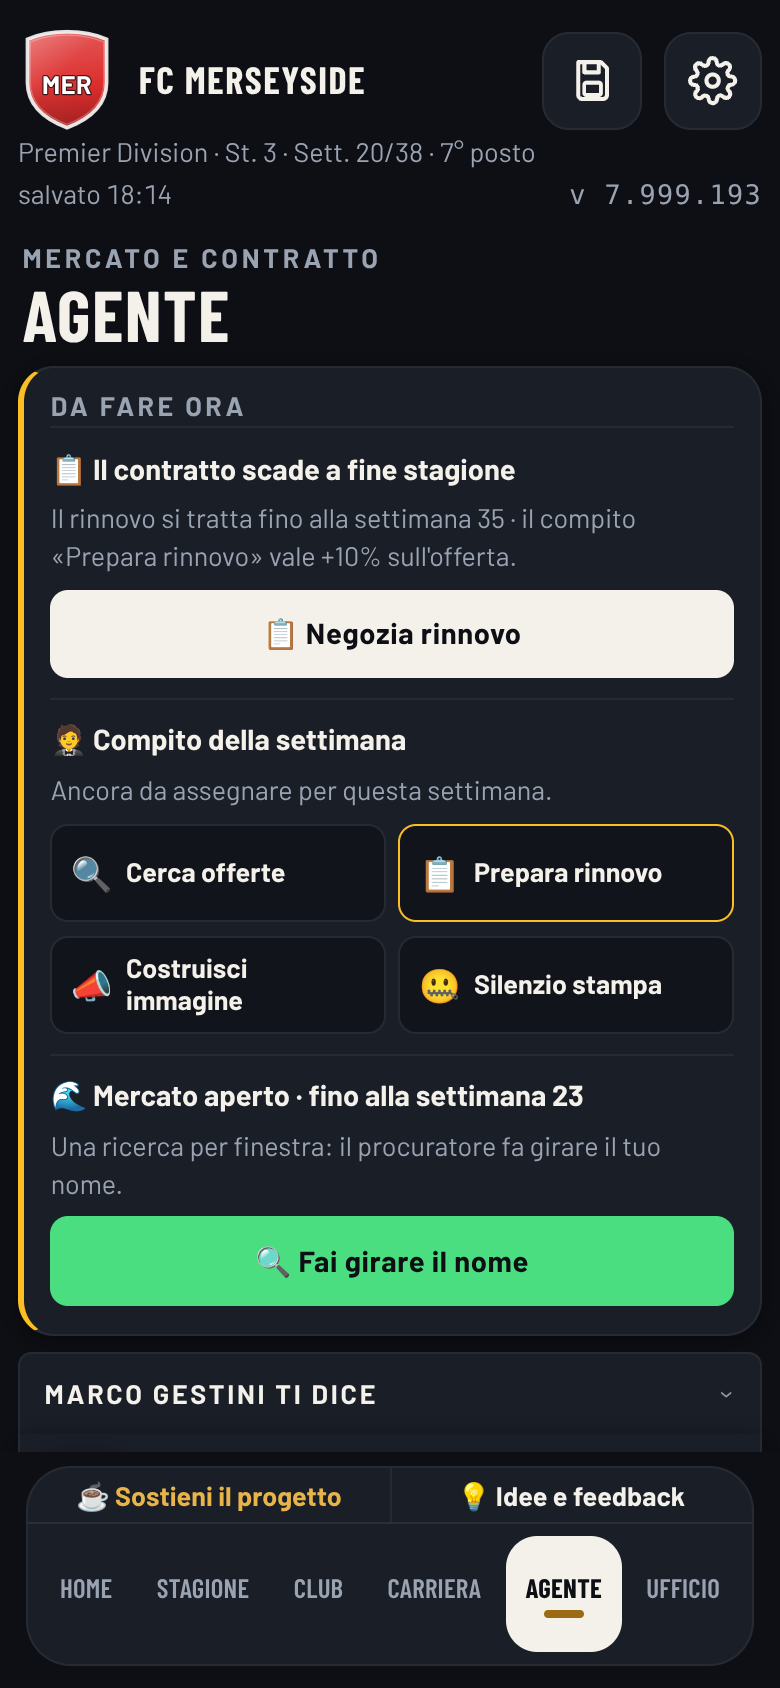 MER
FC MERSEYSIDE
Premier Division · St. 3 · Sett. 20/38 · 7° posto
salvato 18:14
v 7.999.193
MERCATO E CONTRATTO
AGENTE
DA FARE ORA
📋 Il contratto scade a fine stagione
Il rinnovo si tratta fino alla settimana 35 · il compito
«Prepara rinnovo» vale +10% sull'offerta.
📋 Negozia rinnovo
🤵 Compito della settimana
Ancora da assegnare per questa settimana.
🔍 Cerca offerte
📋 Prepara rinnovo
📣 Costruisci
immagine
🤐 Silenzio stampa
🌊 Mercato aperto · fino alla settimana 23
Una ricerca per finestra: il procuratore fa girare il tuo
nome.
🔍 Fai girare il nome
MARCO GESTINI TI DICE
☕ Sostieni il progetto
💡 Idee e feedback
HOME
STAGIONE
CLUB
CARRIERA
AGENTE
UFFICIO